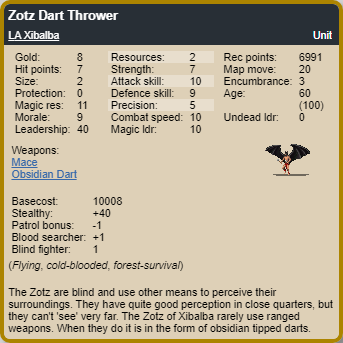 Zotz Dart Thrower
LA Xibalba Unit
Gold: 8 Resources: 2 Rec points: 6991
Hit points: 7 Strength: 7 Map move: 20
Size: 2 Attack skill: 10 Encumbrance: 3
Protection: 0 Defence skill: 9 Age: 60
Magic res: 11 Precision: 5 (100)
Morale: 9 Combat speed: 10 Undead ldr: 0
Leadership: 40 Magic ldr: 10
Weapons:
Mace
Obsidian Dart
Basecost: 10008
Stealthy: +40
Patrol bonus: -1
Blood searcher: +1
Blind fighter: 1
(Flying, cold-blooded, forest-survival)
The Zotz are blind and use other means to perceive their
surroundings. They have quite good perception in close quarters, but
they can't 'see' very far. The Zotz of Xibalba rarely use ranged
weapons. When they do it is in the form of obsidian tipped darts.